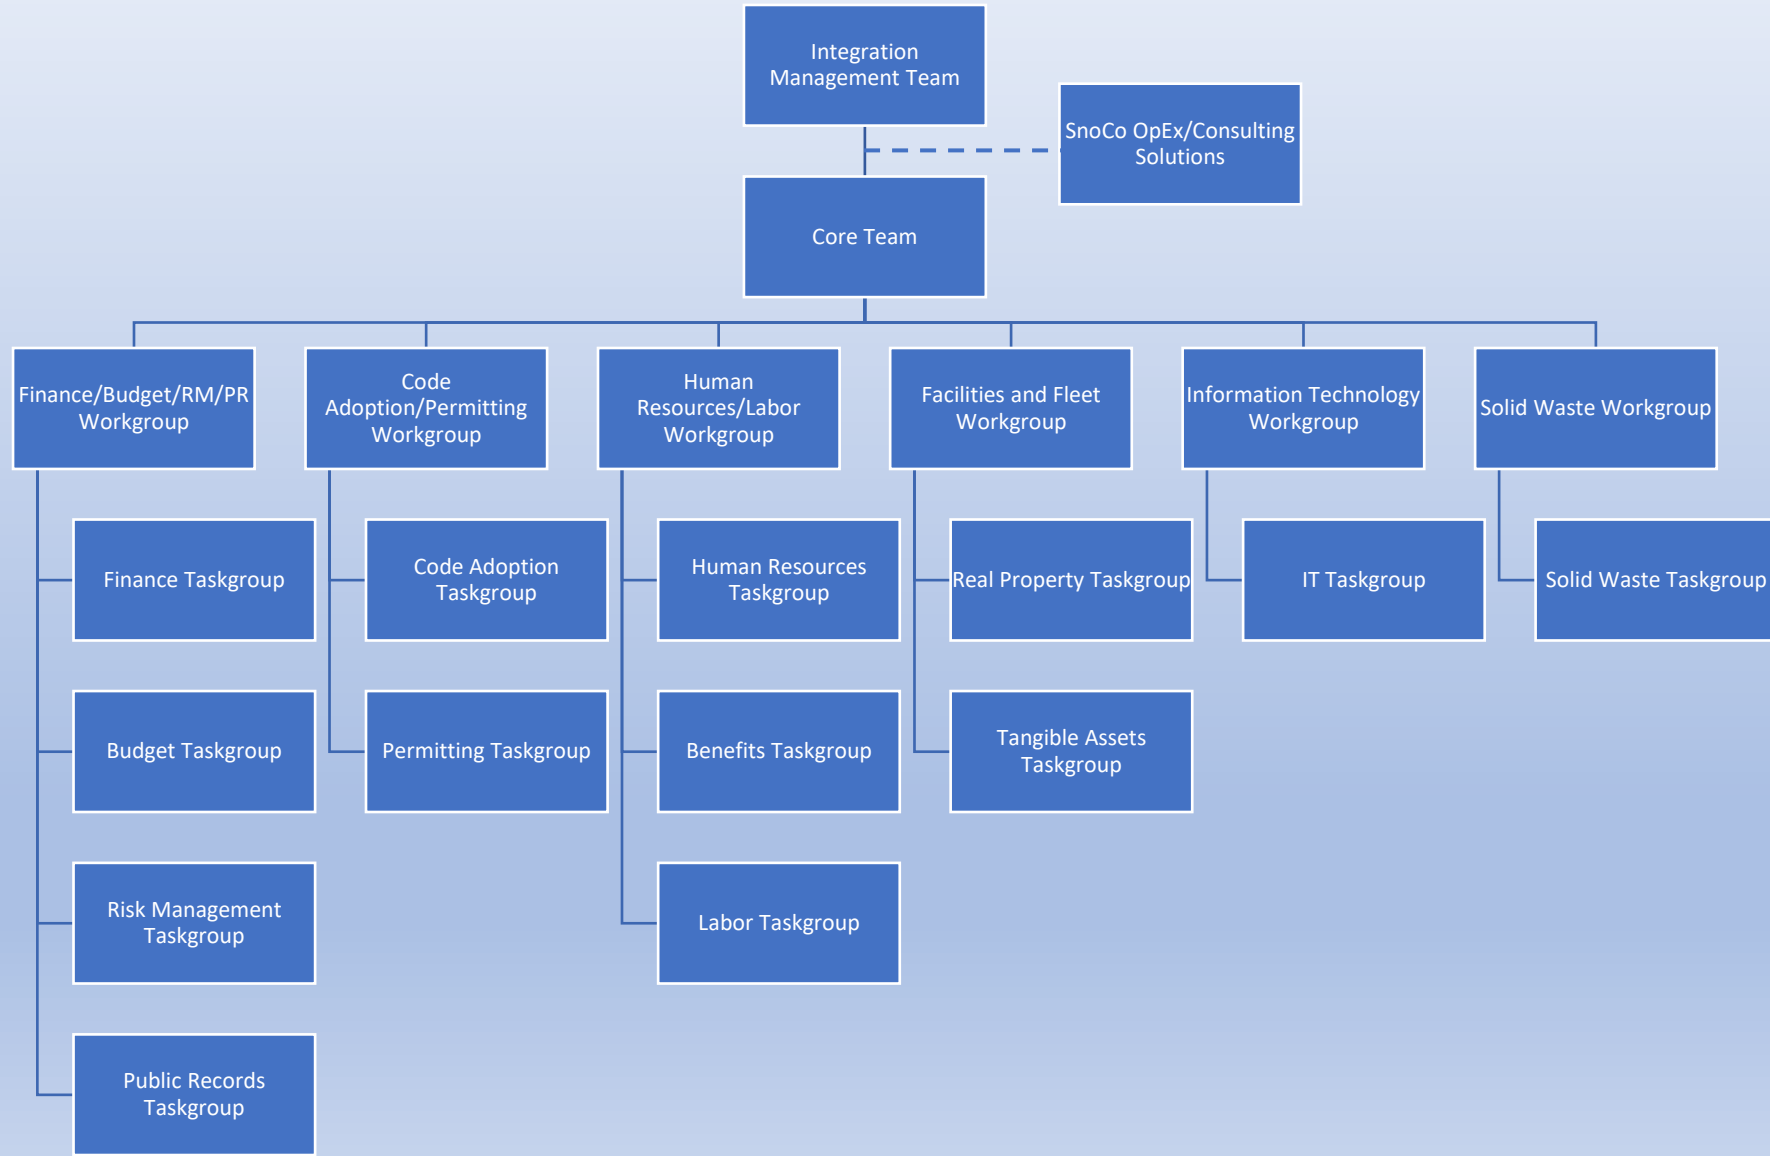 Integration
Management Team
SnoCo OpEx/Consulting
Solutions
Core Team
Finance/Budget/RM/PR
Workgroup
Code
Adoption/Permitting
Workgroup
Human
Resources/Labor
Workgroup
Facilities and Fleet
Workgroup
Information Technology
Workgroup
Solid Waste Workgroup
Finance Taskgroup
Code Adoption
Taskgroup
Human Resources
Taskgroup
Real Property Taskgroup
IT Taskgroup
Solid Waste Taskgroup
Budget Taskgroup
Permitting Taskgroup
Benefits Taskgroup
Tangible Assets
Taskgroup
Risk Management
Taskgroup
Labor Taskgroup
Public Records
Taskgroup